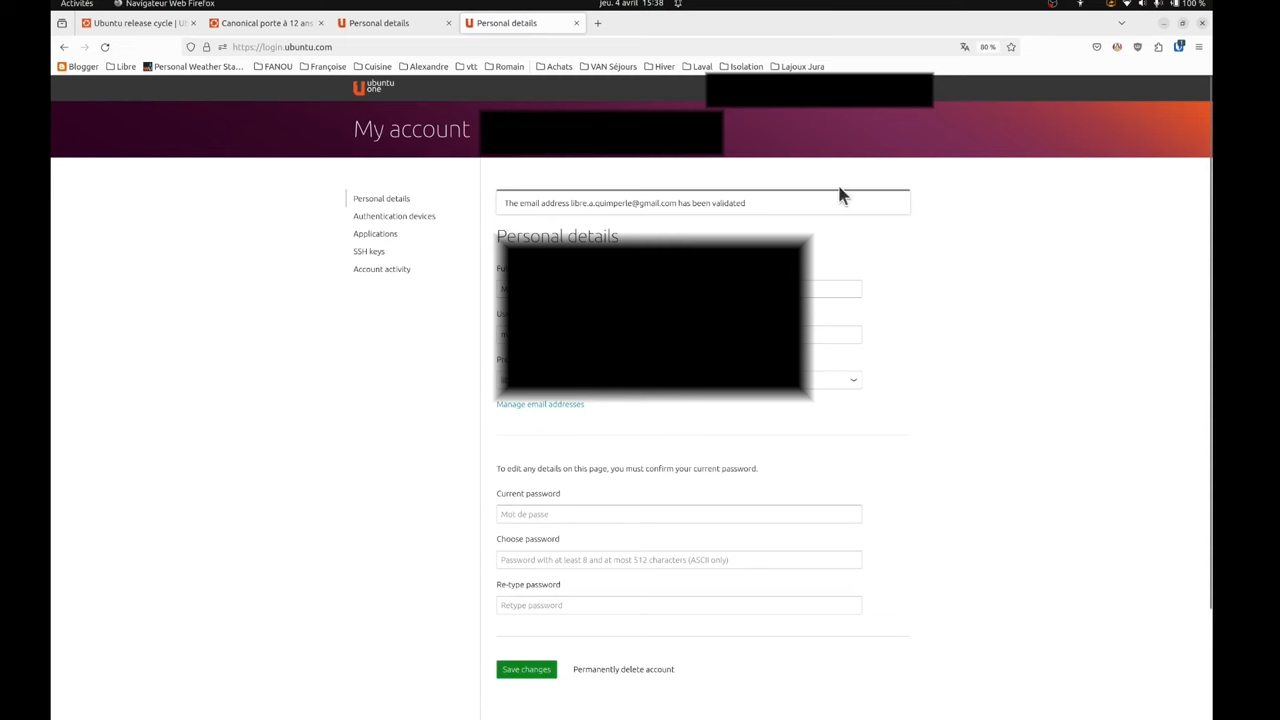 Activités Navigateur Web Firefox jeu. 4 avril 15:38 100 %
Ubuntu release cycle | Ub Canonical porte à 12 ans Personal details Personal details
https://login.ubuntu.com 80 %
Blogger Libre Personal Weather Sta... FANOU Françoise Cuisine Alexandre vtt Romain Achats VAN Séjours Hiver Laval Isolation Lajoux Jura
ubuntu
one
My account
Personal details
Authentication devices
Applications
SSH keys
Account activity
The email address libre.a.quimperle@gmail.com has been validated
Personal details
Manage email addresses
To edit any details on this page, you must confirm your current password.
Current password
Mot de passe
Choose password
Password with at least 8 and at most 512 characters (ASCII only)
Re-type password
Retype password
Save changes Permanently delete account